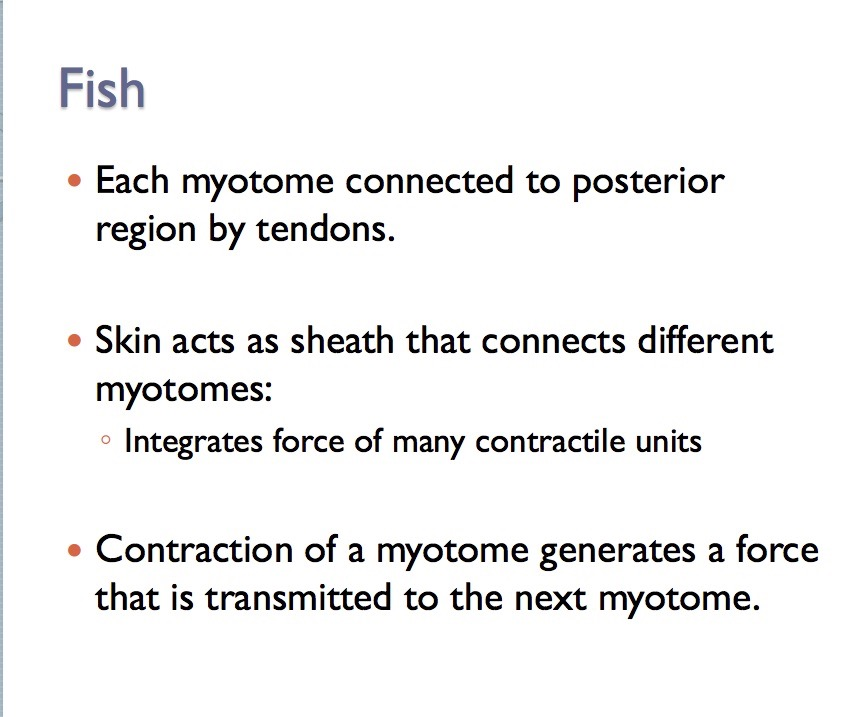 Fish
• Each myotome connected to posterior
region by tendons.
• Skin acts as sheath that connects different
myotomes:
◦ Integrates force of many contractile units
• Contraction of a myotome generates a force
that is transmitted to the next myotome.